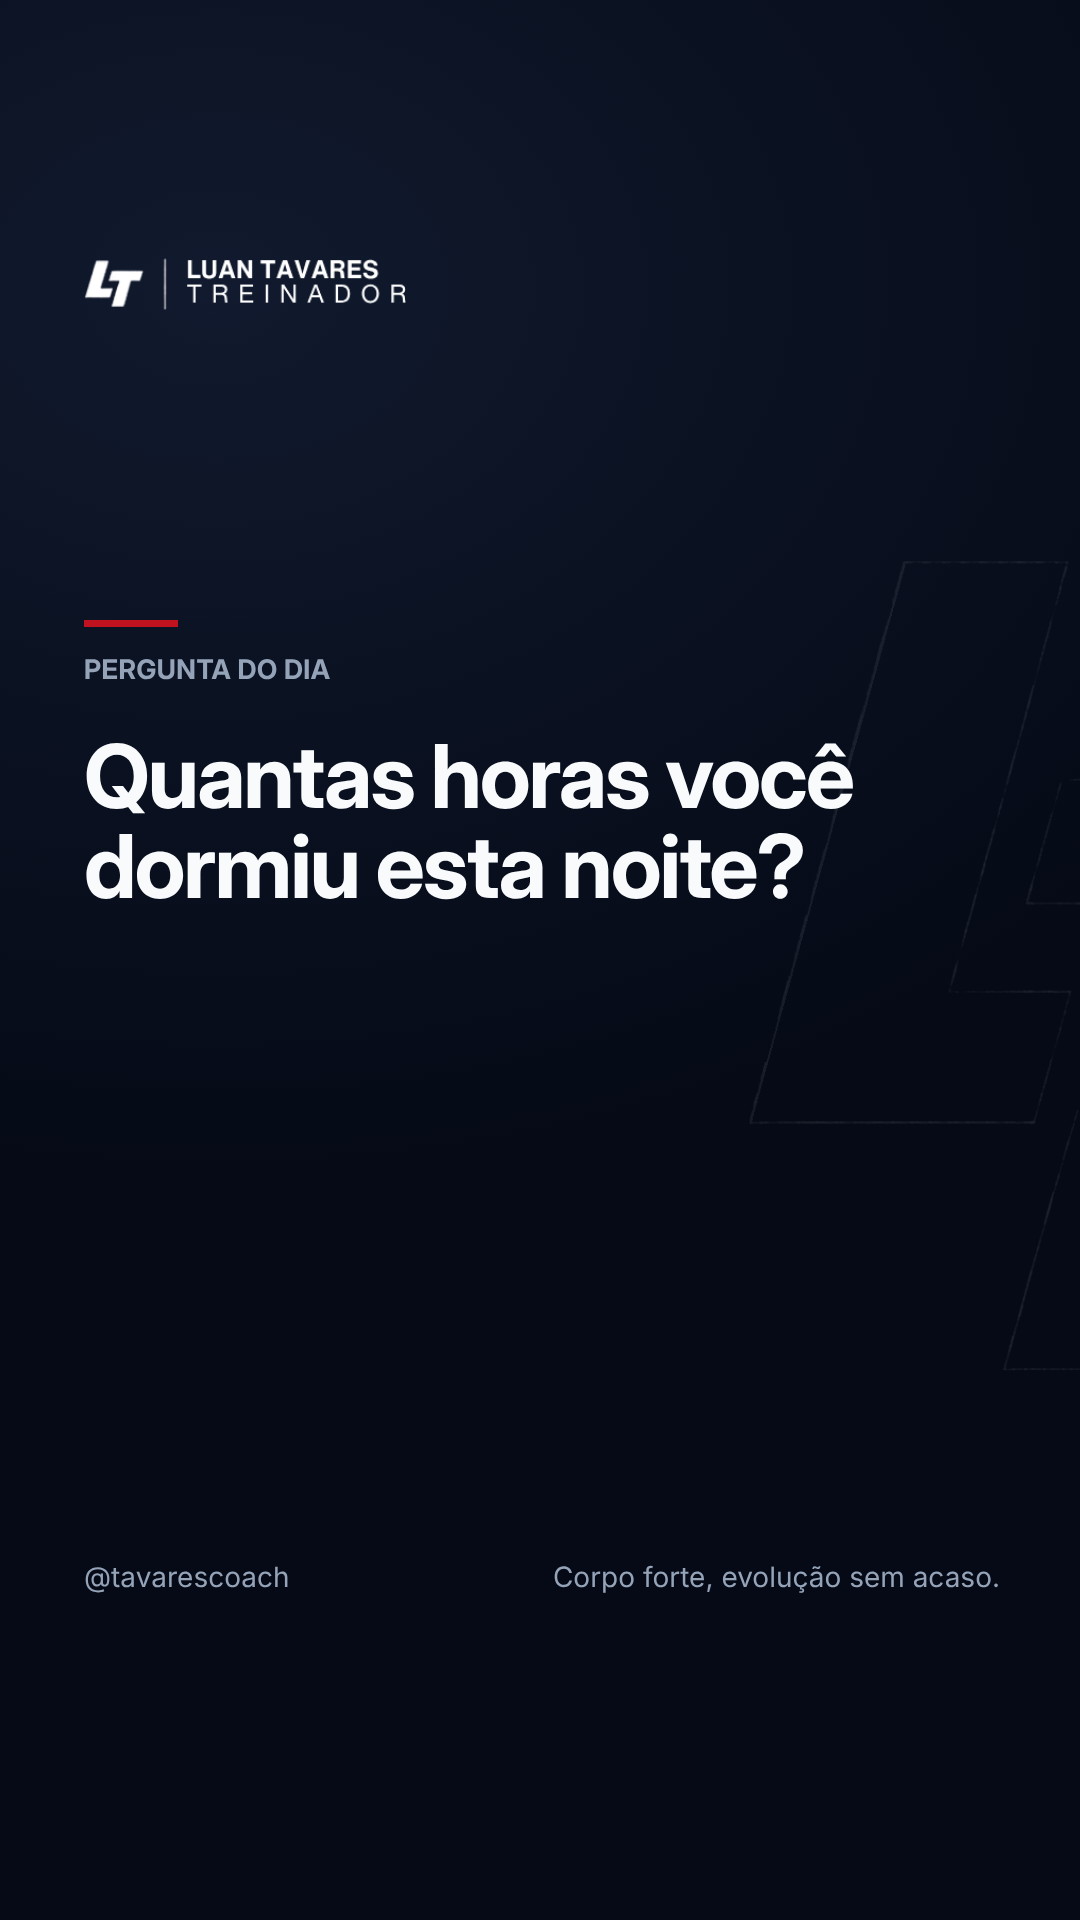 LT
LUAN TAVARES
TREINADOR
PERGUNTA DO DIA
Quantas horas você
dormiu esta noite?
@tavarescoach
Corpo forte, evolução sem acaso.